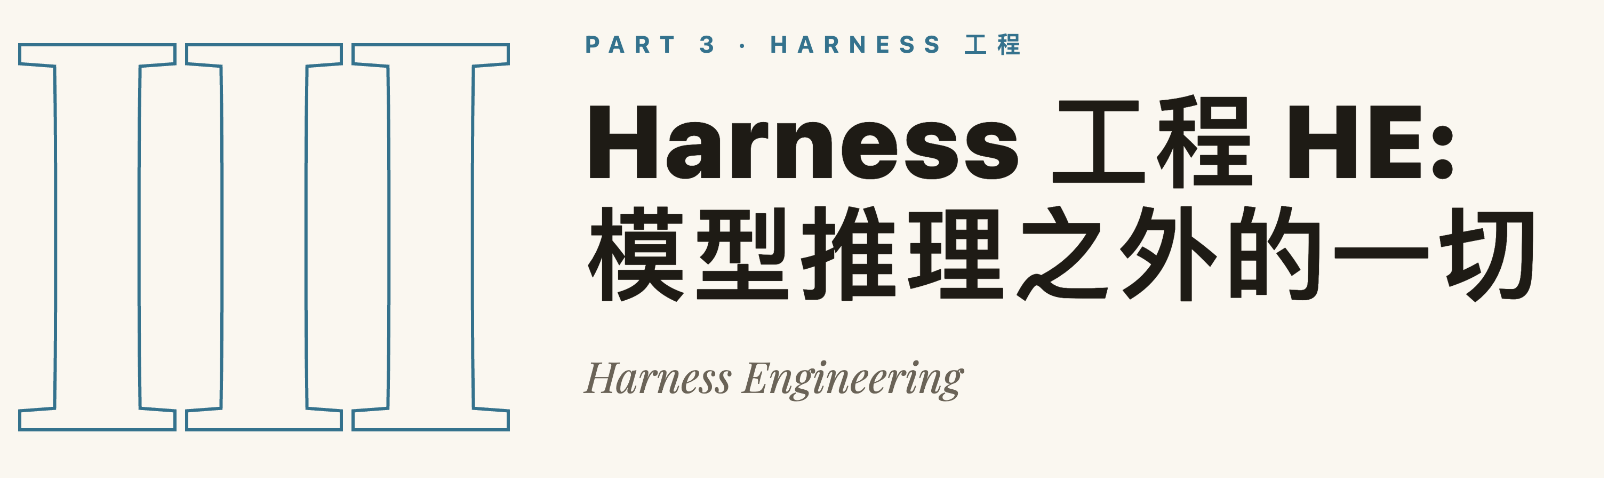 III
PART 3 · HARNESS 工程
Harness 工程 HE:
模型推理之外的一切
Harness Engineering